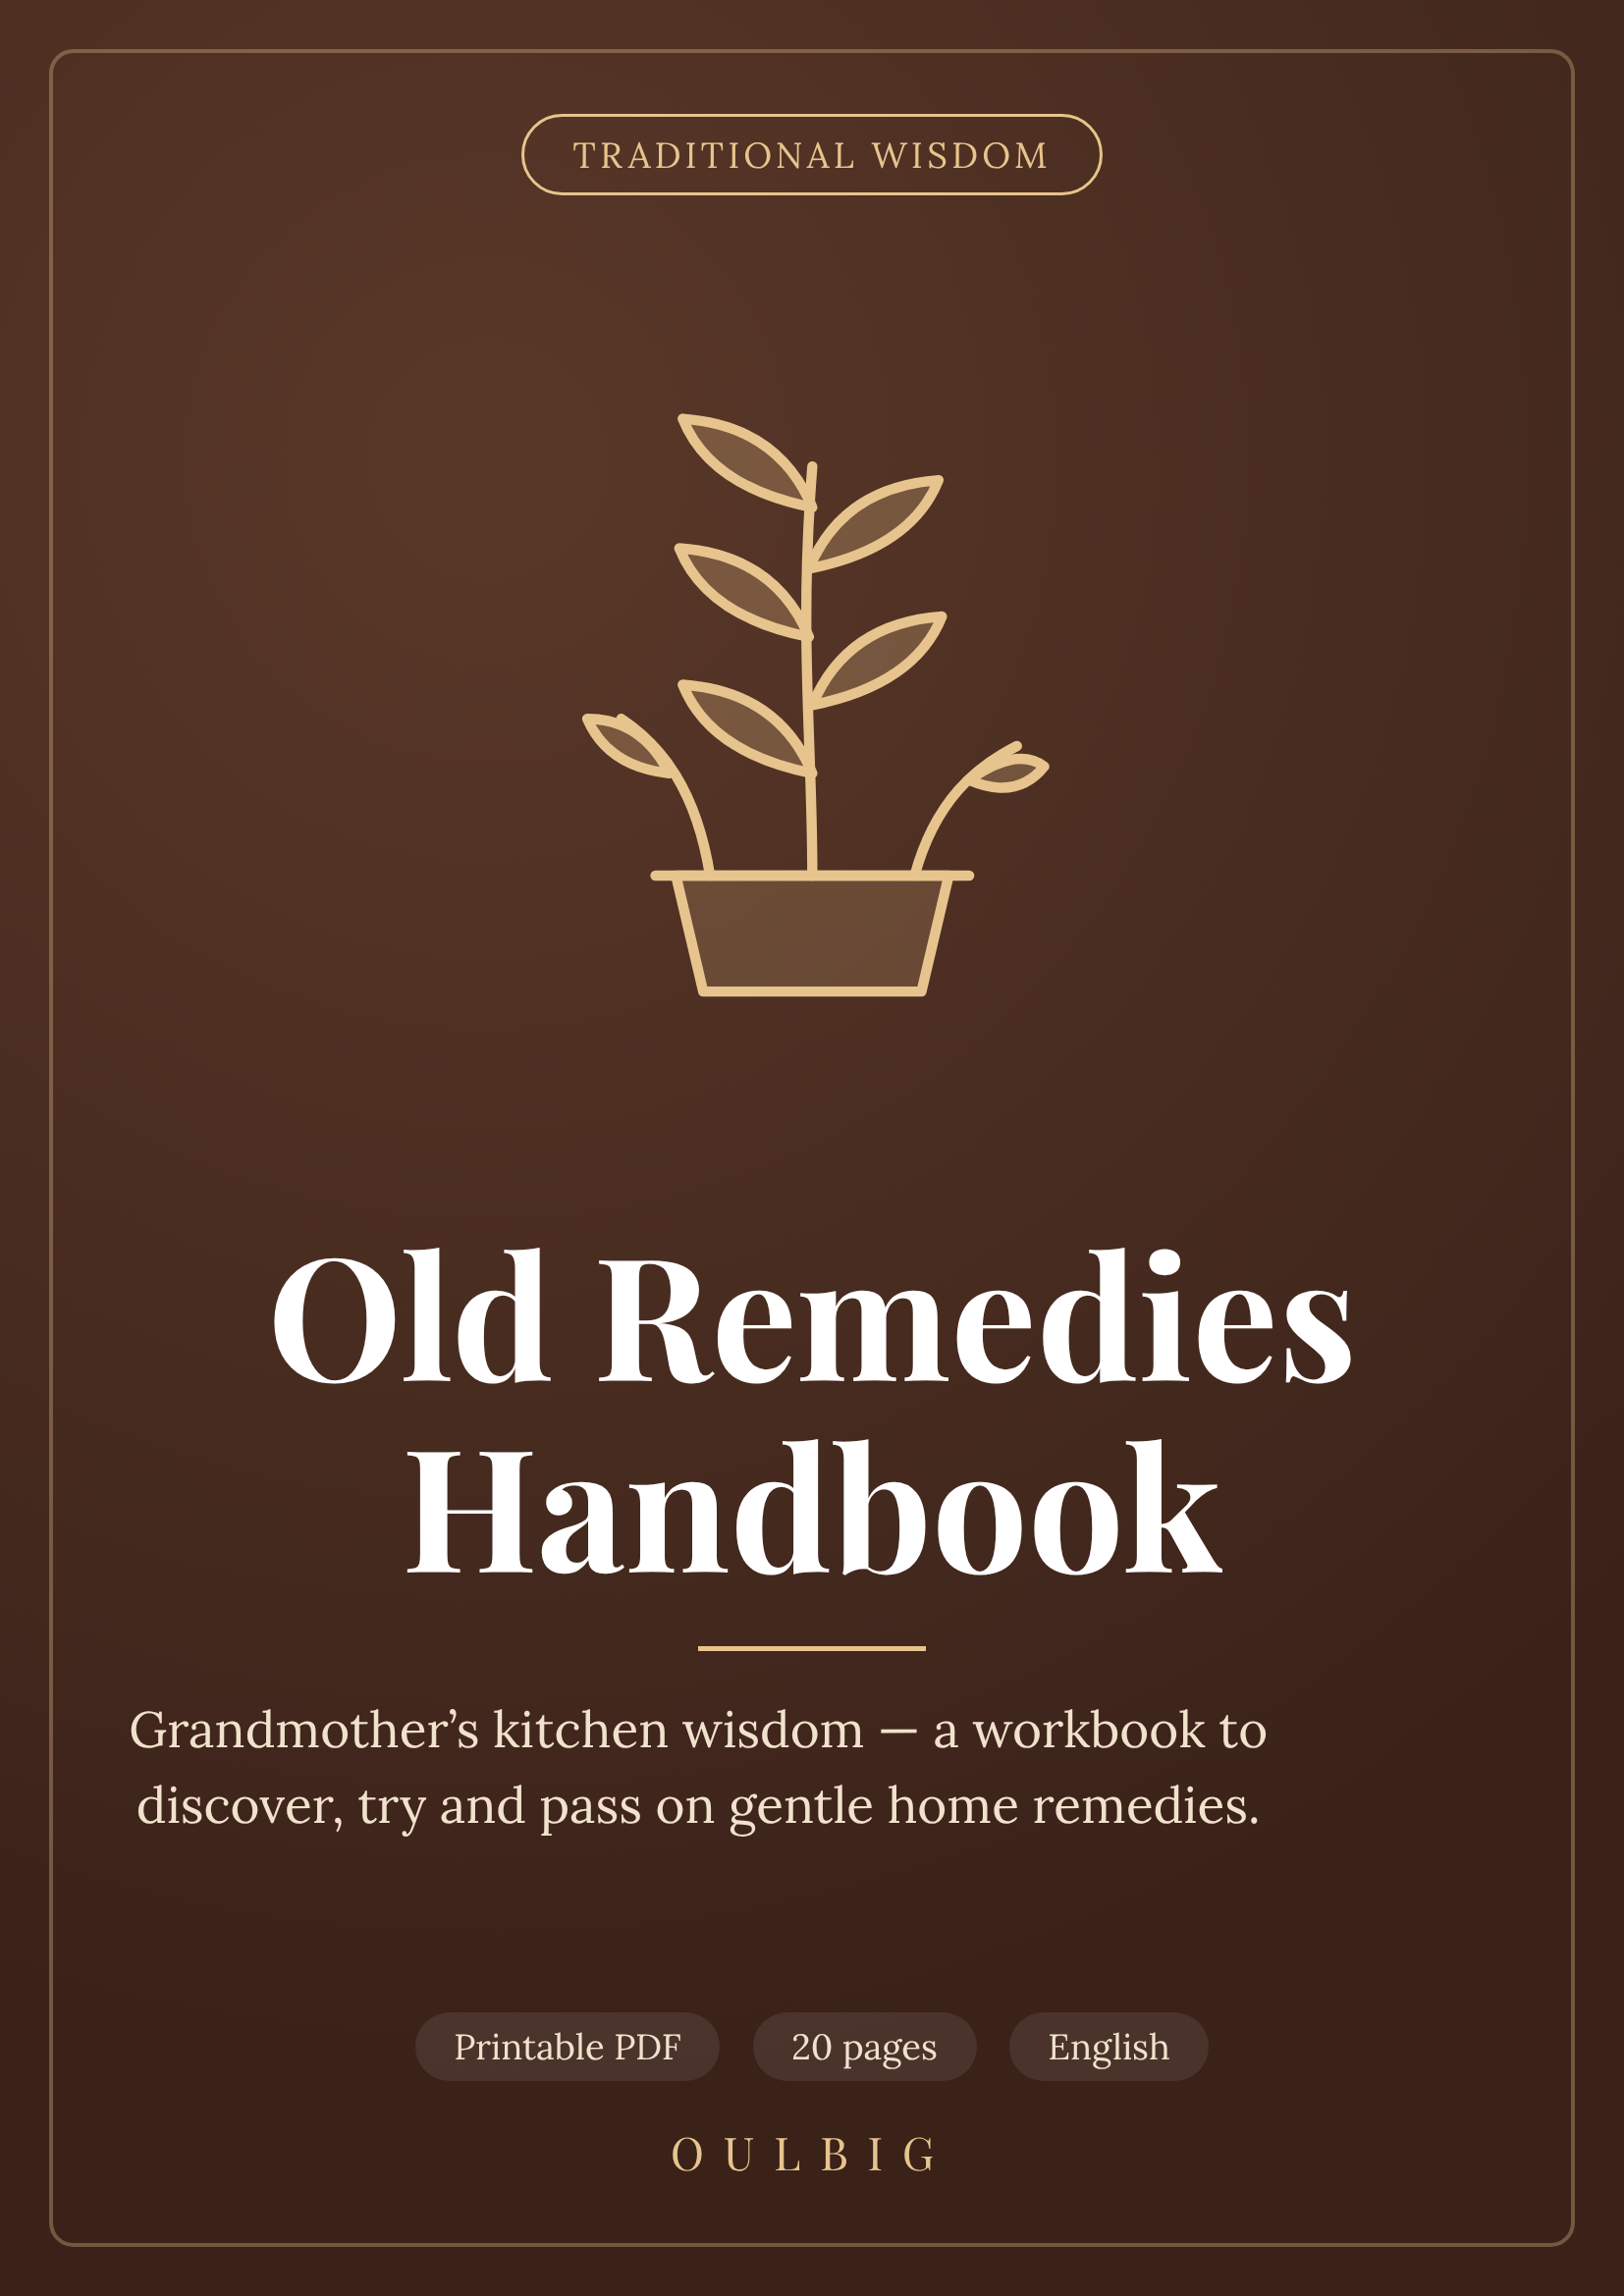 TRADITIONAL WISDOM
Old Remedies
Handbook
Grandmother’s kitchen wisdom — a workbook to
discover, try and pass on gentle home remedies.
Printable PDF
20 pages
English
OULBIG